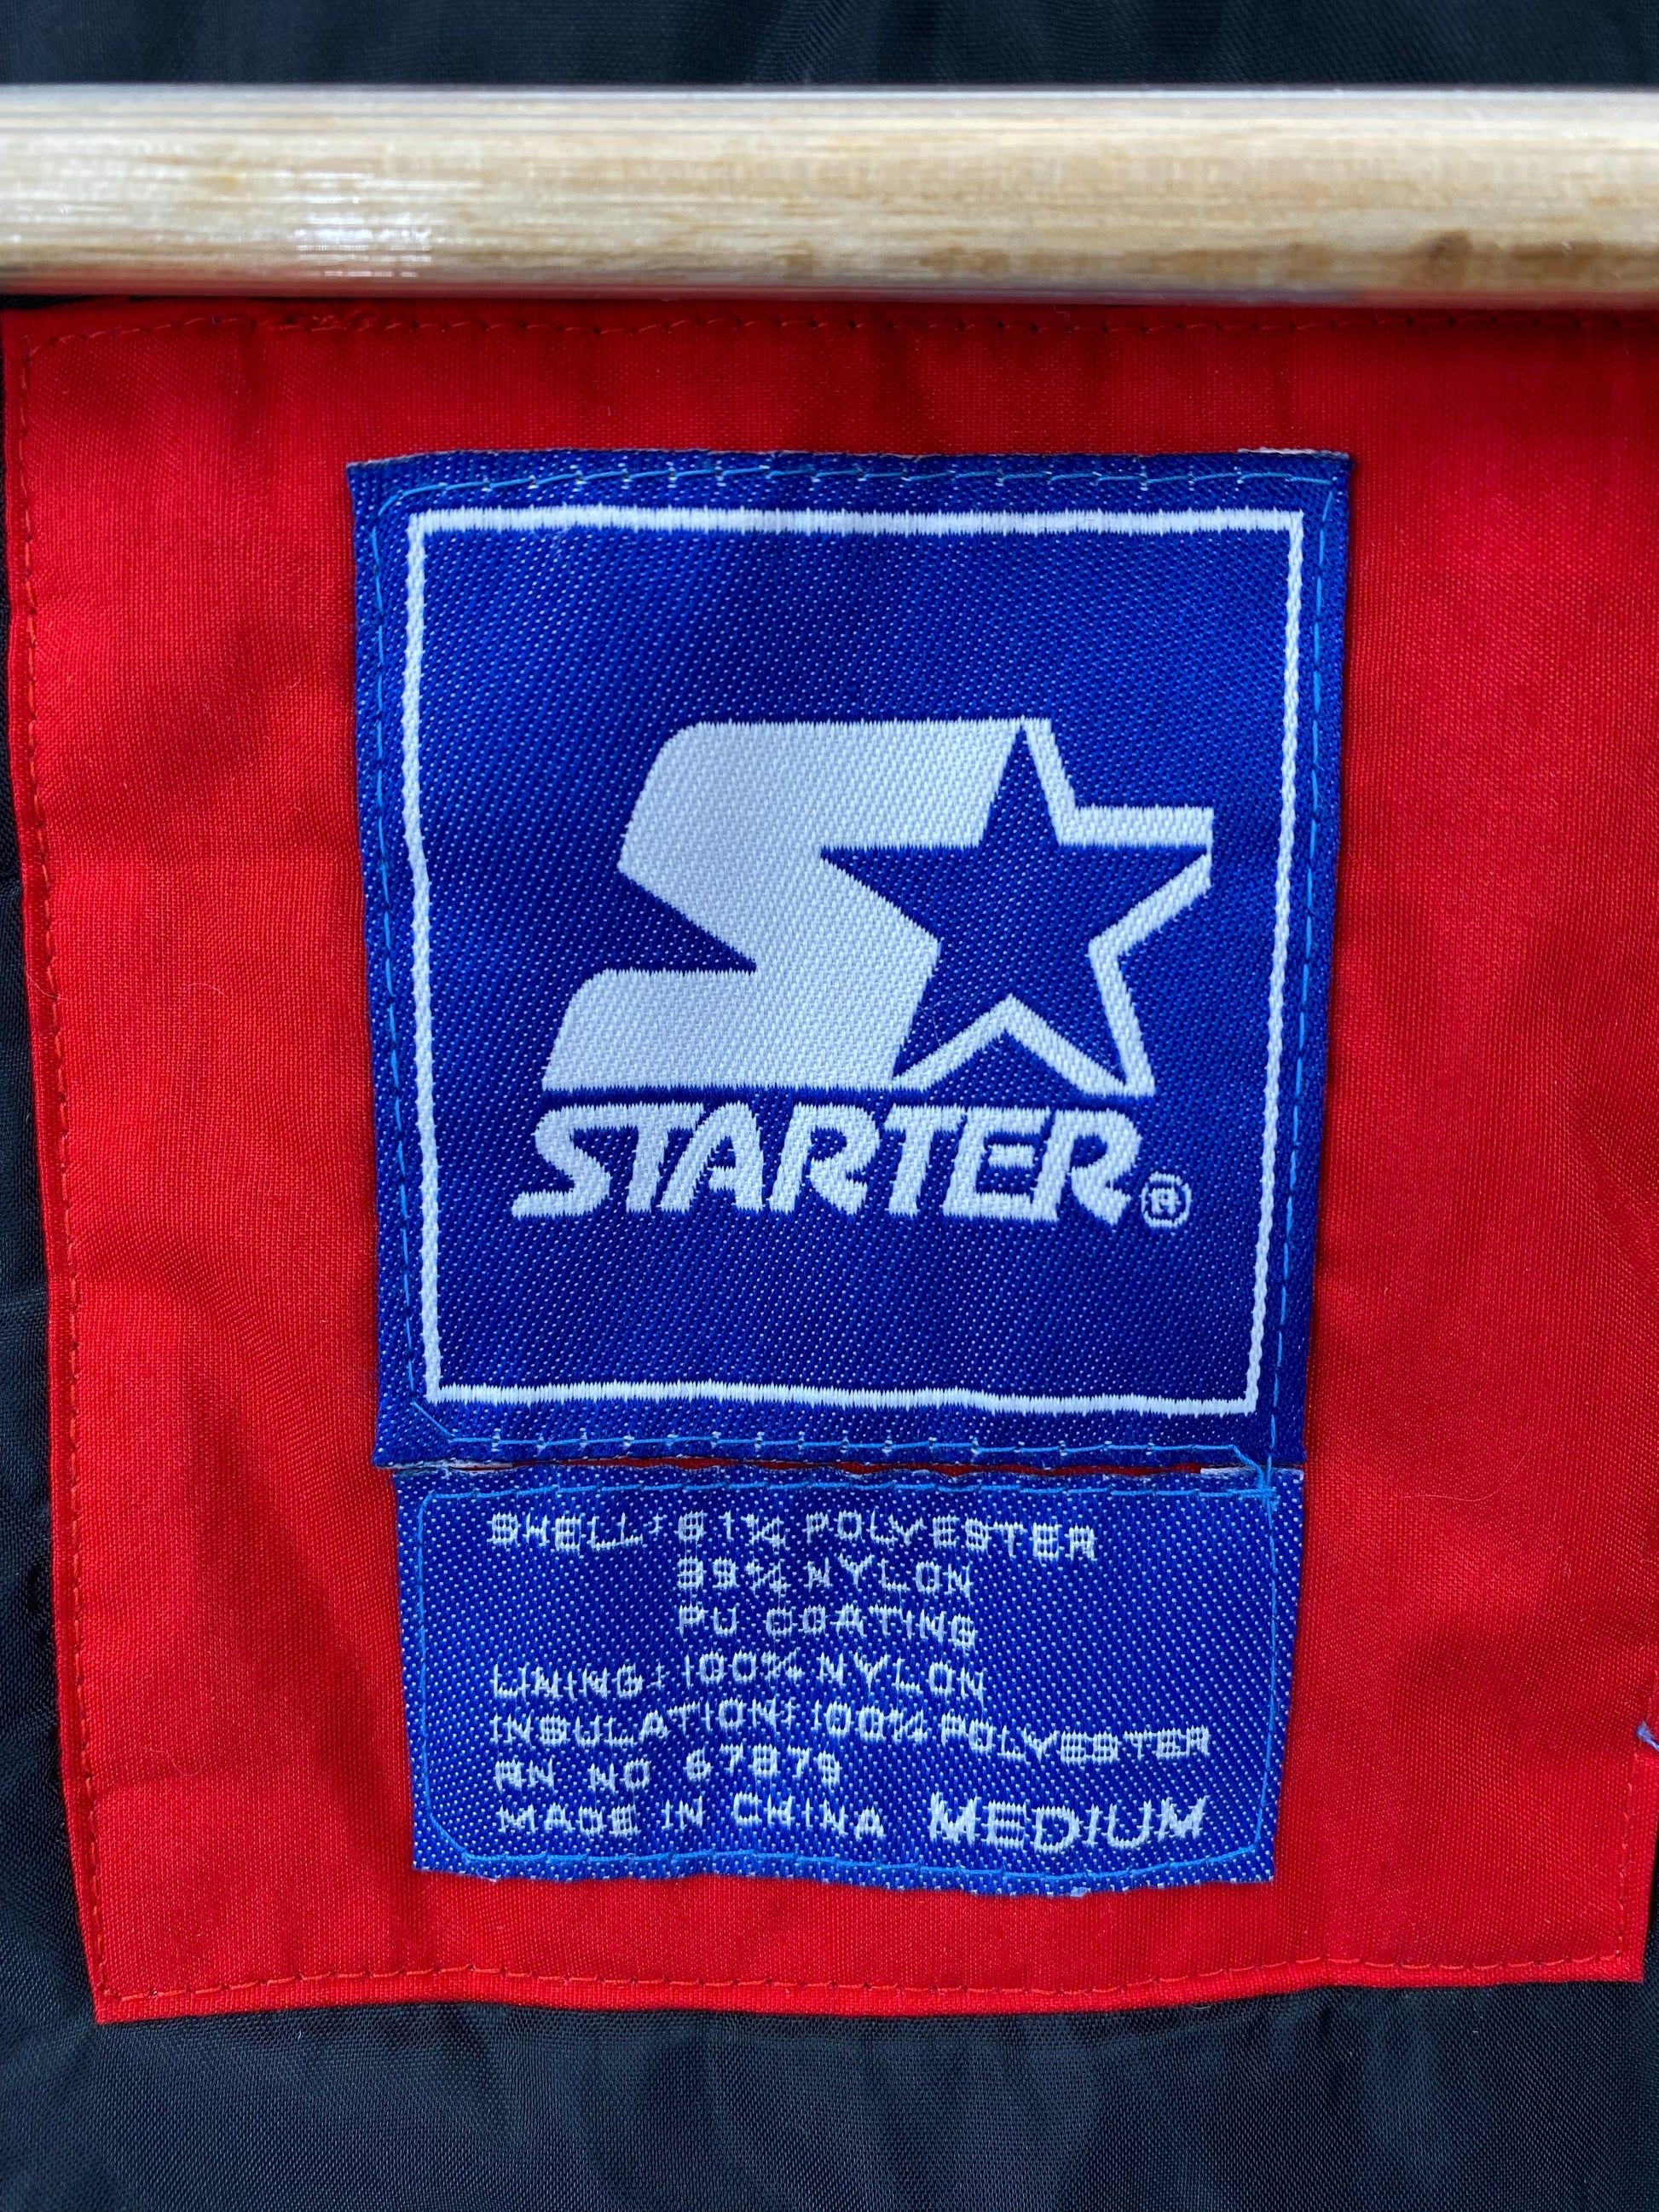 STARTER®
SHELL: 61% POLYESTER
39% NYLON
PU COATING
LINING: 100% NYLON
INSULATION: 100% POLYESTER
RN NO 67879
MADE IN CHINA MEDIUM